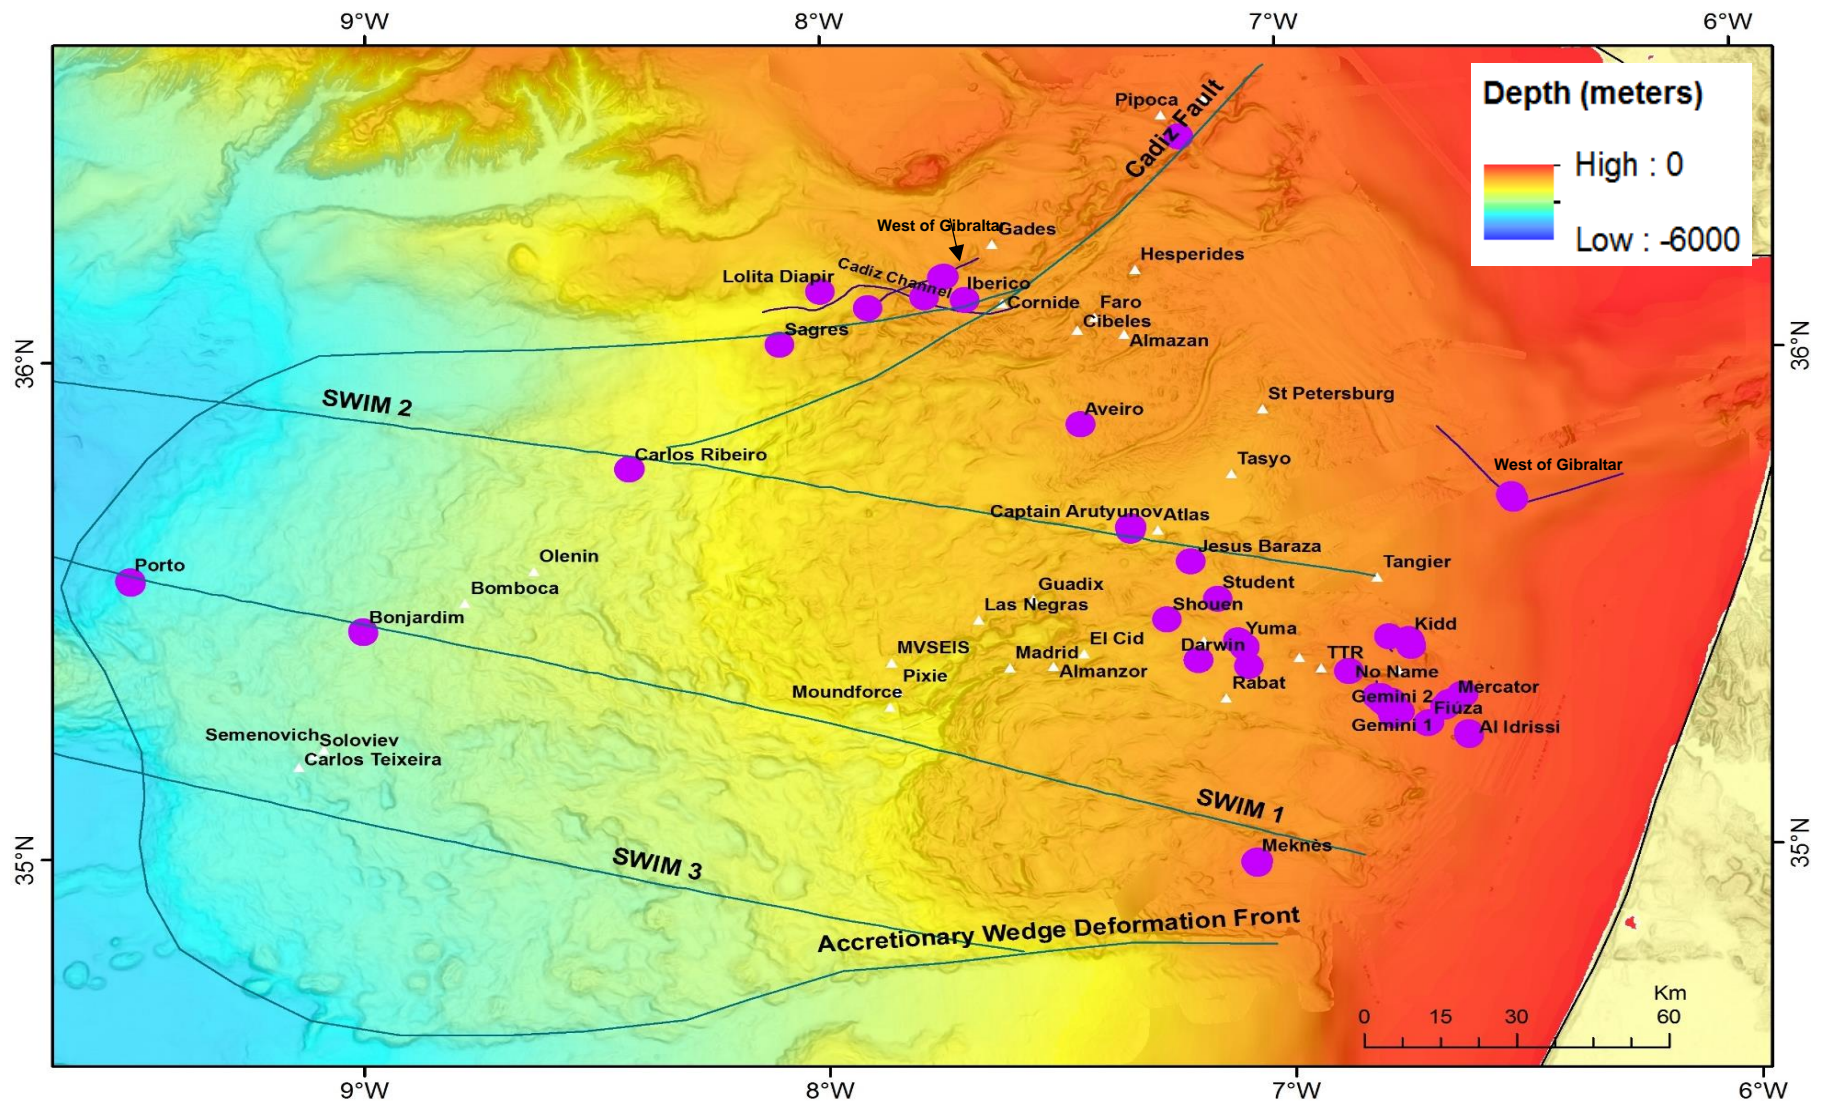 9°W
8°W
7°W
6°W
Depth (meters)
High : 0
Low : -6000
Pipoca
Cadiz Fault
West of Gibraltar
Gades
Hesperides
Lolita Diapir
Cadiz Channel
Iberico
Cornide
Faro
Cibeles
Almazan
Sagres
36°N
36°N
SWIM 2
St Petersburg
Aveiro
Carlos Ribeiro
Tasyo
West of Gibraltar
Captain Arutyunov
Atlas
Jesus Baraza
Tangier
Porto
Olenin
Bomboca
Guadix
Student
Las Negras
Shouen
Bonjardim
Kidd
Yuma
El Cid
MVSEIS
Madrid
Darwin
TTR
Pixie
Almanzor
No Name
Rabat
Mercator
Moundforce
Gemini 2
Fiúza
Gemini 1
Al Idrissi
Semenovich
Soloviev
Carlos Teixeira
SWIM 1
35°N
35°N
Meknès
SWIM 3
Accretionary Wedge Deformation Front
Km
0 15 30 60
9°W
8°W
7°W
6°W